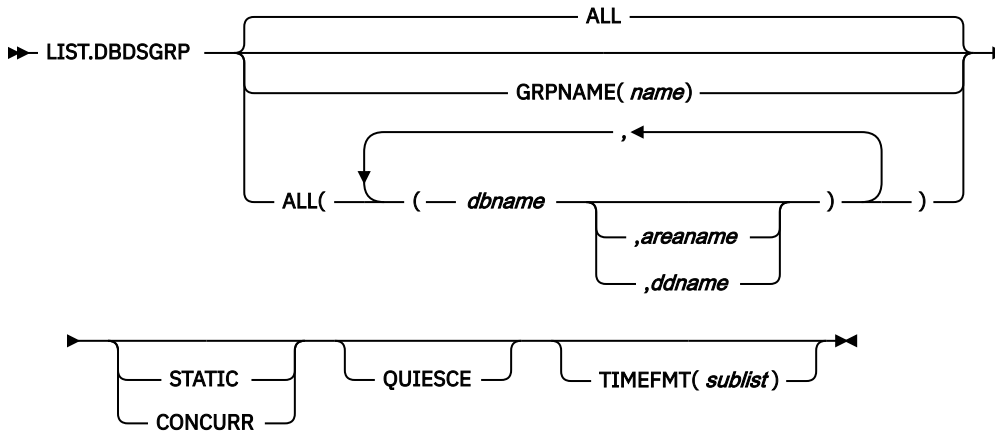 ALL
LIST.DBDSGRP
GRPNAME( name)
,
ALL( ( dbname ) )
,areaname
,ddname
STATIC QUIESCE TIMEFMT( sublist)
CONCURR